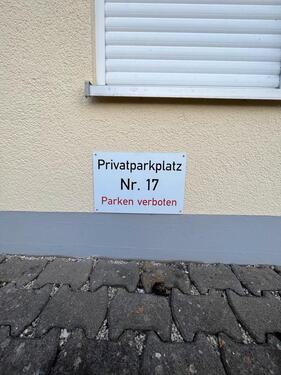 Privatparkplatz
Nr. 17
Parken verboten